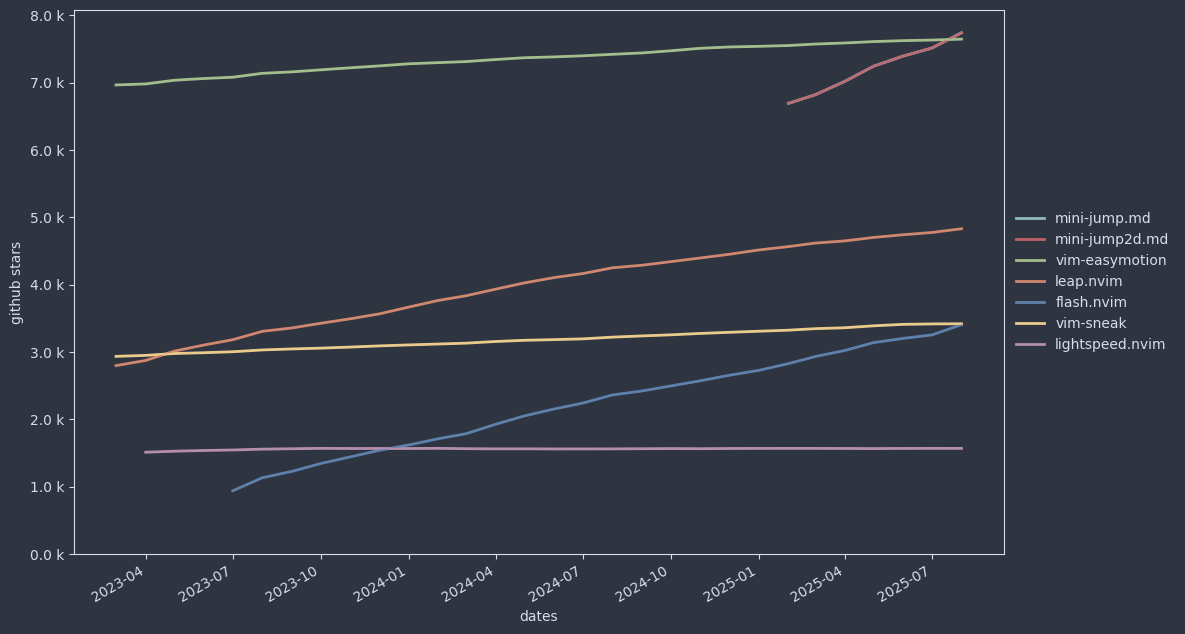 8.0 k
7.0 k
6.0 k
5.0 k
4.0 k
3.0 k
2.0 k
1.0 k
0.0 k
github stars
2023-04
2023-07
2023-10
2024-01
2024-04
2024-07
2024-10
2025-01
2025-04
2025-07
dates
mini-jump.md
mini-jump2d.md
vim-easymotion
leap.nvim
flash.nvim
vim-sneak
lightspeed.nvim